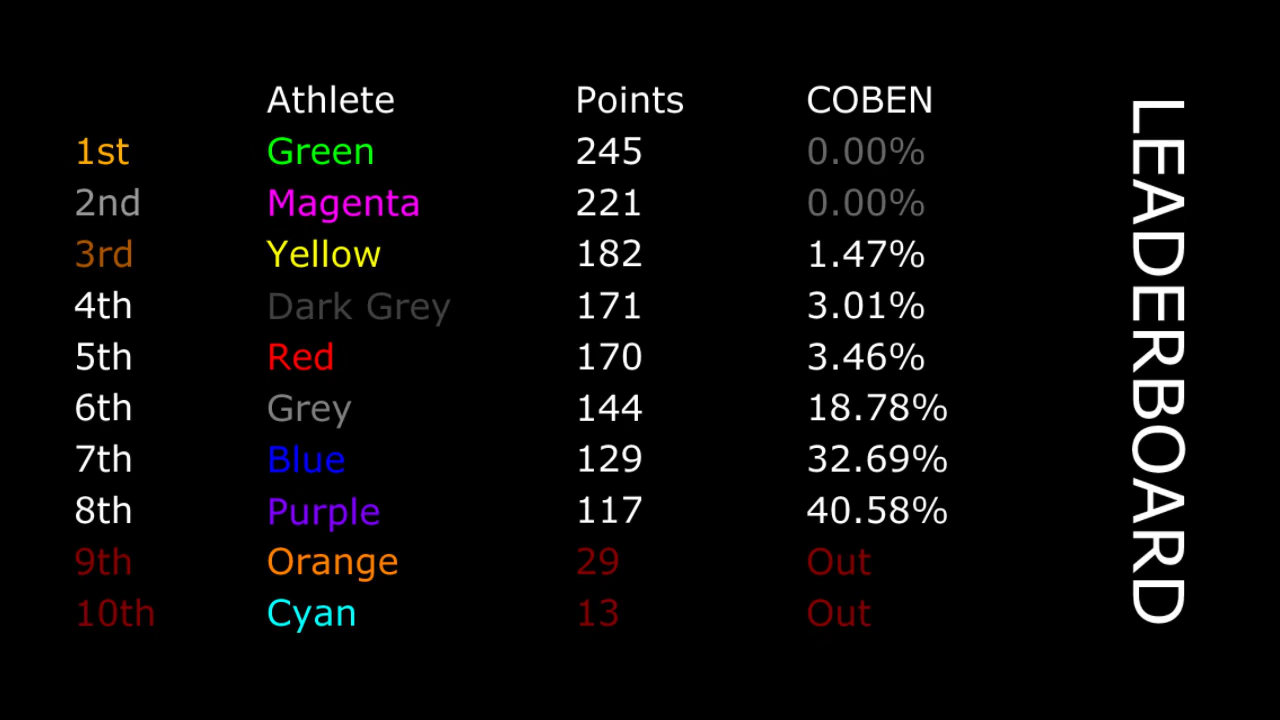 Athlete Points COBEN
1st Green 245 0.00%
2nd Magenta 221 0.00%
3rd Yellow 182 1.47%
4th Dark Grey 171 3.01%
5th Red 170 3.46%
6th Grey 144 18.78%
7th Blue 129 32.69%
8th Purple 117 40.58%
9th Orange 29 Out
10th Cyan 13 Out
LEADERBOARD